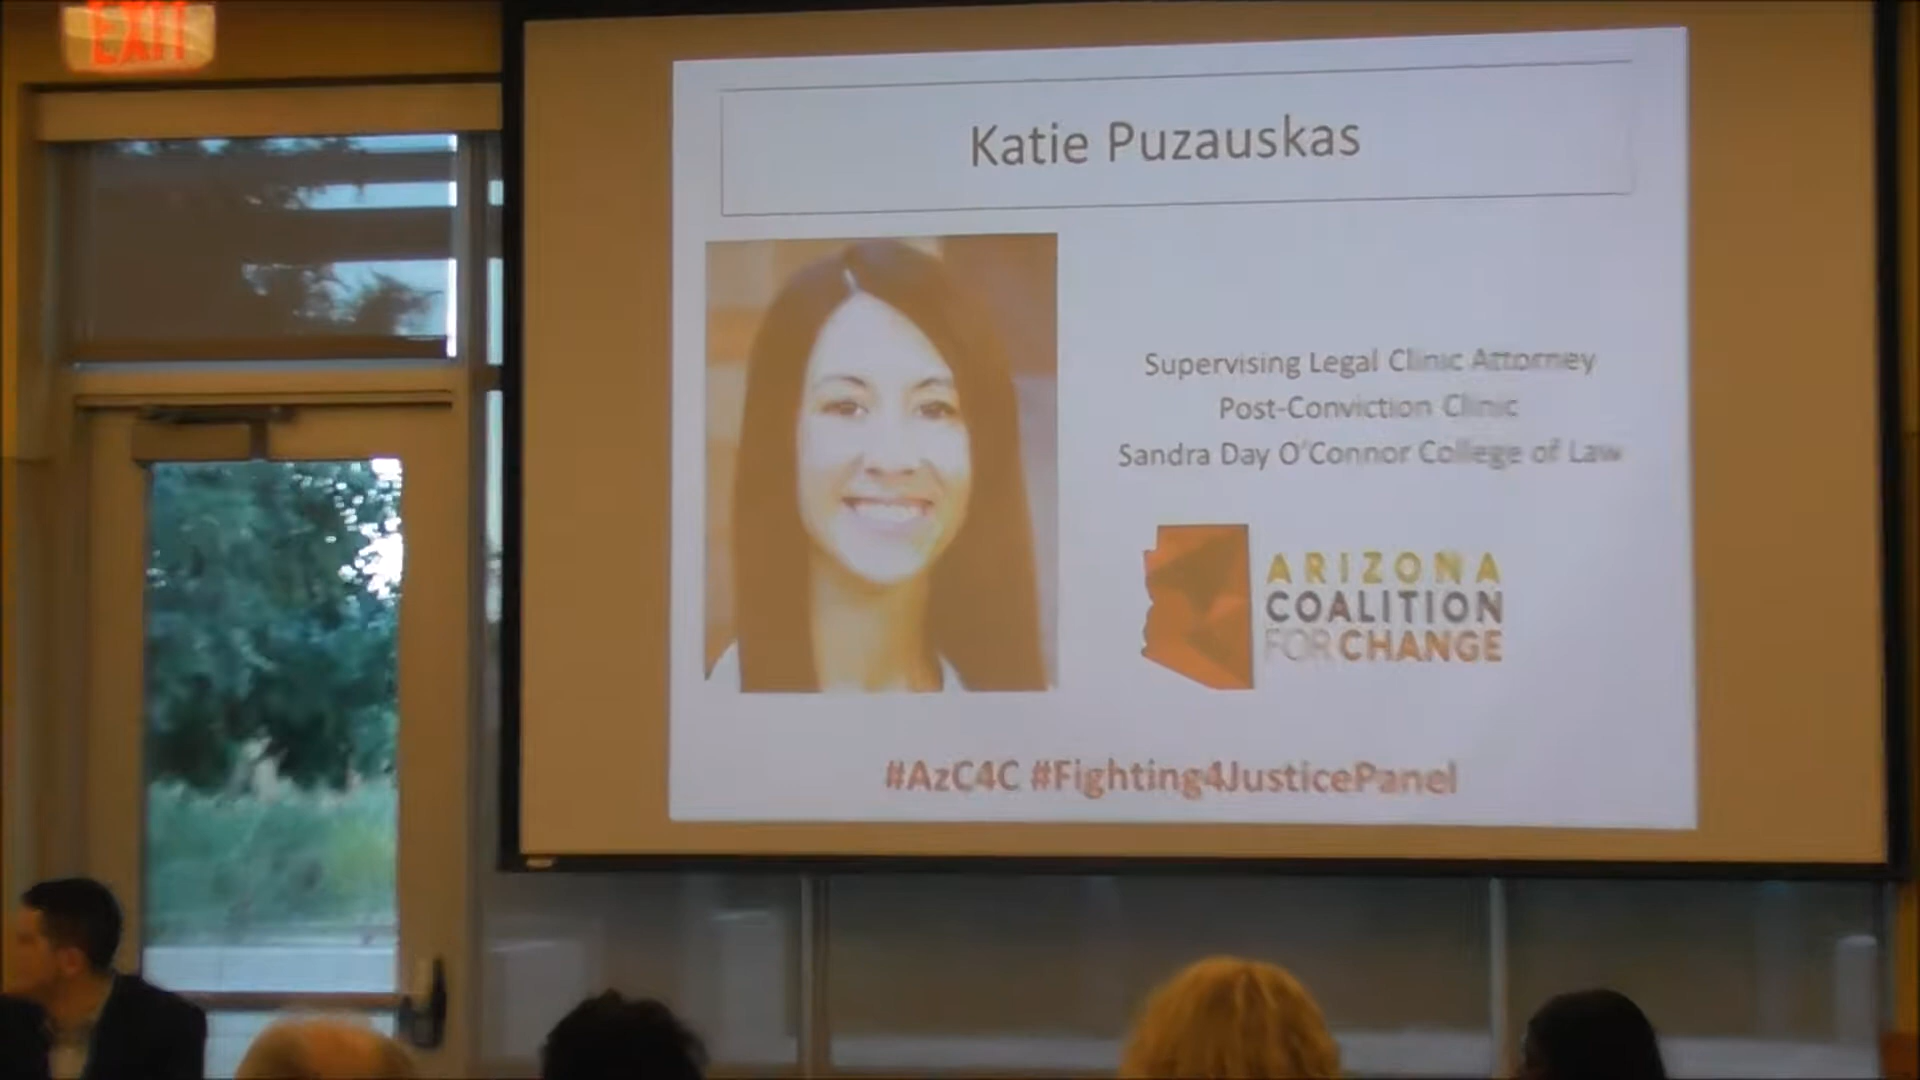 EXIT
Katie Puzauskas
Supervising Legal Clinic Attorney
Post-Conviction Clinic
Sandra Day O'Connor College of Law
ARIZONA
COALITION
FOR CHANGE
#AzC4C #Fighting4JusticePanel